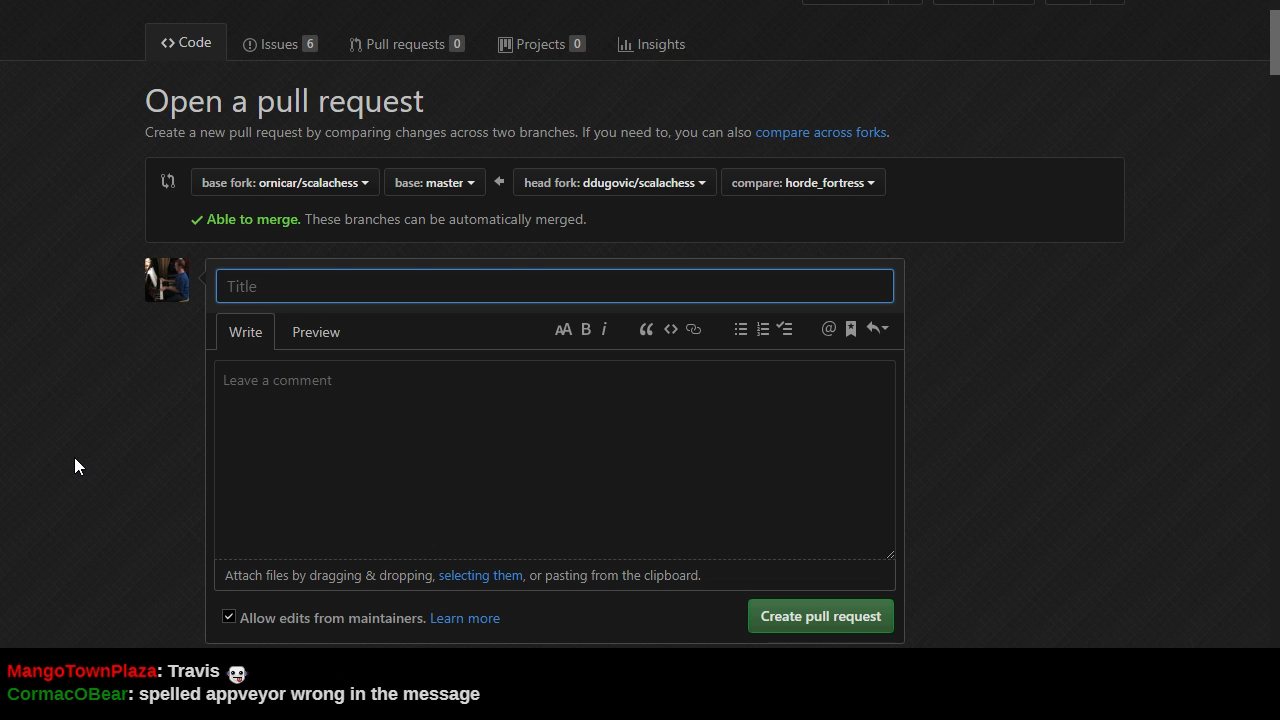 Code Issues 6 Pull requests 0 Projects 0 Insights
Open a pull request
Create a new pull request by comparing changes across two branches. If you need to, you can also compare across forks.
base fork: ornicar/scalachess base: master head fork: ddugovic/scalachess compare: horde_fortress
Able to merge. These branches can be automatically merged.
Title
Write Preview AA B i @
Leave a comment
Attach files by dragging & dropping, selecting them, or pasting from the clipboard.
Allow edits from maintainers. Learn more Create pull request
MangoTownPlaza: Travis
CormacOBear: spelled appveyor wrong in the message